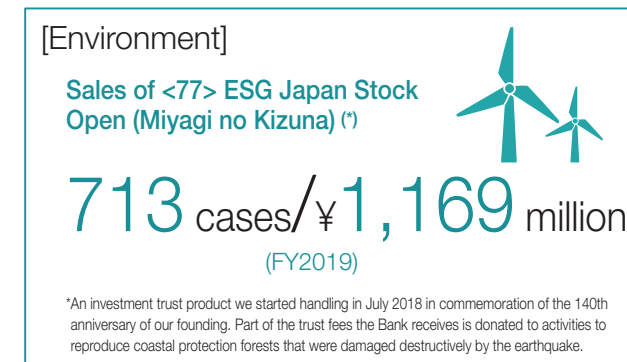 [Environment]
Sales of <77> ESG Japan Stock
Open (Miyagi no Kizuna) (*)
713 cases/¥1,169 million
(FY2019)
*An investment trust product we started handling in July 2018 in commemoration of the 140th
anniversary of our founding. Part of the trust fees the Bank receives is donated to activities to
reproduce coastal protection forests that were damaged destructively by the earthquake.